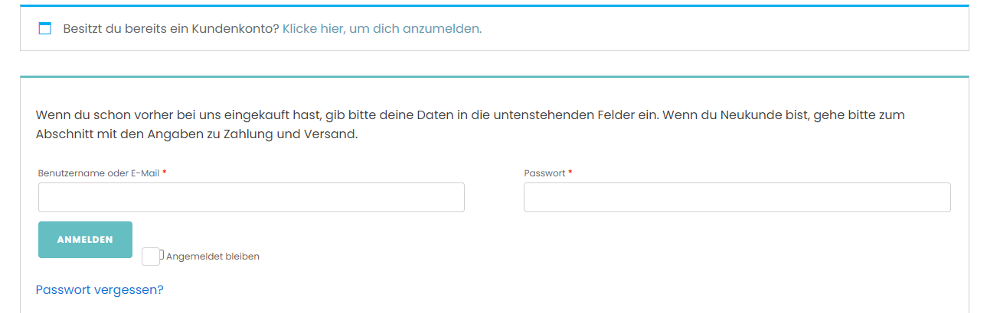 Besitzt du bereits ein Kundenkonto? Klicke hier, um dich anzumelden.
Wenn du schon vorher bei uns eingekauft hast, gib bitte deine Daten in die untenstehenden Felder ein. Wenn du Neukunde bist, gehe bitte zum
Abschnitt mit den Angaben zu Zahlung und Versand.
Benutzername oder E-Mail *
Passwort *
ANMELDEN
Angemeldet bleiben
Passwort vergessen?